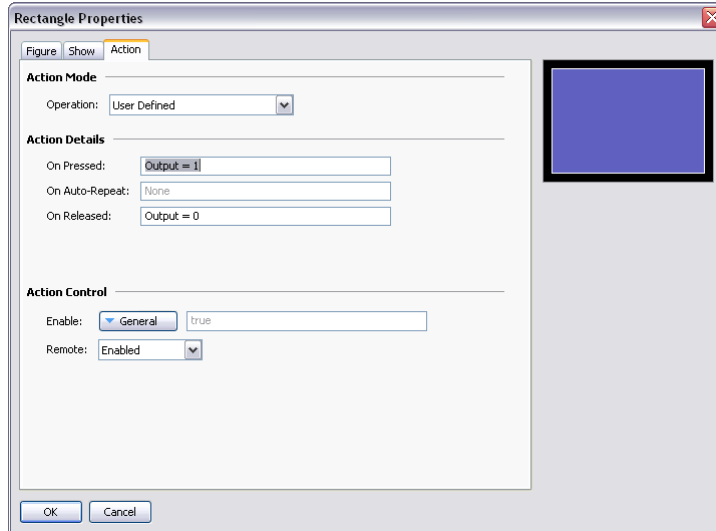 Rectangle Properties
Figure Show Action
Action Mode
Operation: User Defined
Action Details
On Pressed: Output = 1
On Auto-Repeat: None
On Released: Output = 0
Action Control
Enable: General true
Remote: Enabled
OK Cancel